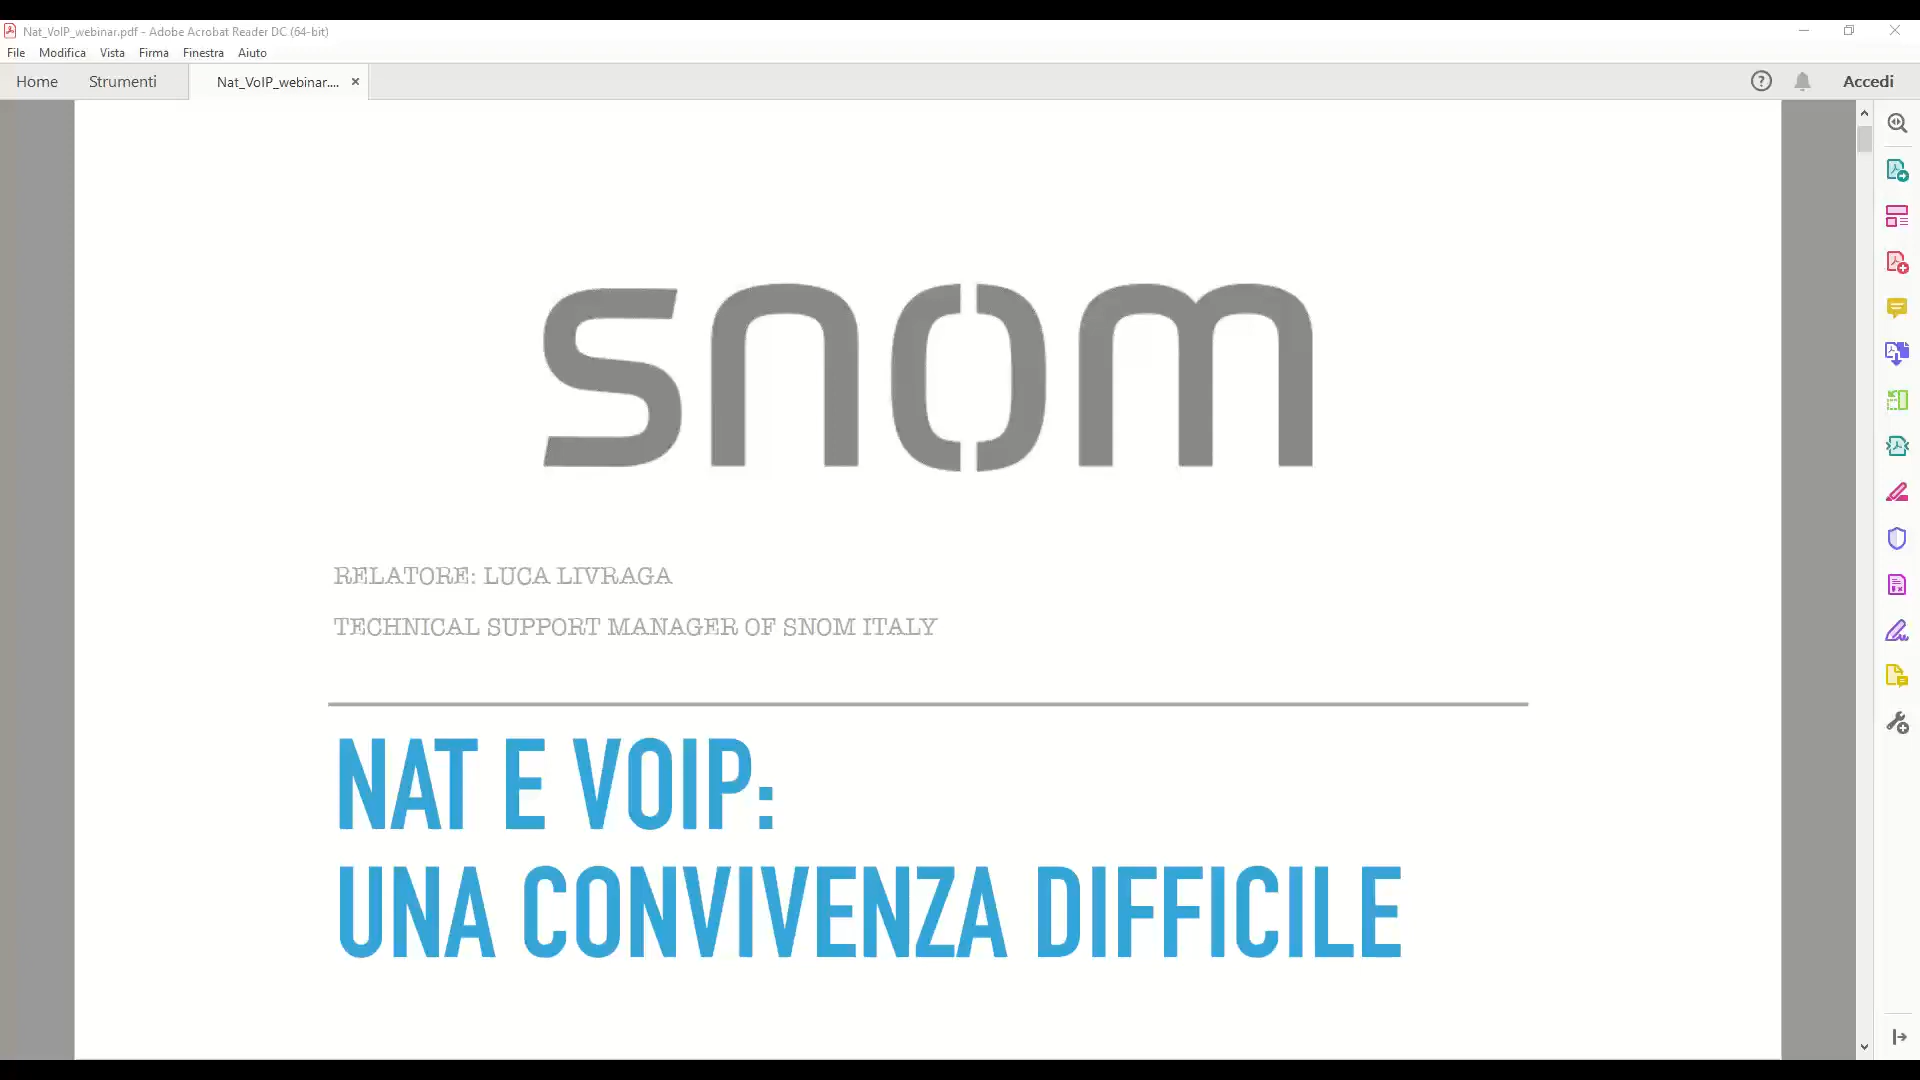 Nat_VoIP_webinar.pdf - Adobe Acrobat Reader DC (64-bit)
File Modifica Vista Firma Finestra Aiuto
Home Strumenti Nat_VoIP_webinar.... Accedi
snom
RELATORE: LUCA LIVRAGA
TECHNICAL SUPPORT MANAGER OF SNOM ITALY
NAT E VOIP:
UNA CONVIVENZA DIFFICILE